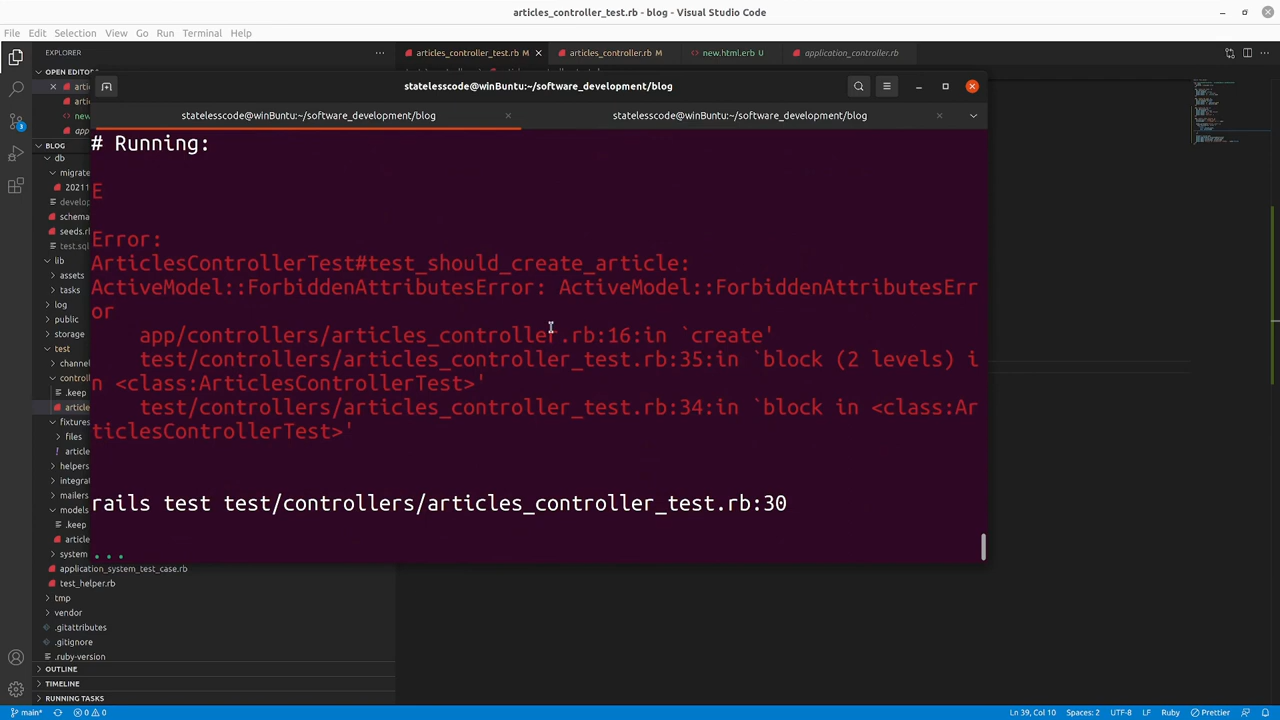 articles_controller_test.rb - blog - Visual Studio Code
File Edit Selection View Go Run Terminal Help
EXPLORER
articles_controller_test.rb M
articles_controller.rb M
new.html.erb U
application_controller.rb
OPEN EDITORS
statelesscode@winBuntu:~/software_development/blog
statelesscode@winBuntu:~/software_development/blog
statelesscode@winBuntu:~/software_development/blog
BLOG
db
migrate
schema
seeds.rb
lib
assets
tasks
log
public
storage
test
.keep
files
helpers
mailers
models
.keep
system
application_system_test_case.rb
test_helper.rb
tmp
vendor
.gitattributes
.gitignore
.ruby-version
OUTLINE
TIMELINE
RUNNING TASKS
# Running:
E
Error:
ArticlesControllerTest#test_should_create_article:
ActiveModel::ForbiddenAttributesError: ActiveModel::ForbiddenAttributesErr
or
app/controllers/articles_controller.rb:16:in `create'
test/controllers/articles_controller_test.rb:35:in `block (2 levels) i
n <class:ArticlesControllerTest>'
test/controllers/articles_controller_test.rb:34:in `block in <class:Ar
ticlesControllerTest>'
rails test test/controllers/articles_controller_test.rb:30
...
main* 0 0
Ln 39, Col 10 Spaces: 2 UTF-8 LF Ruby Prettier